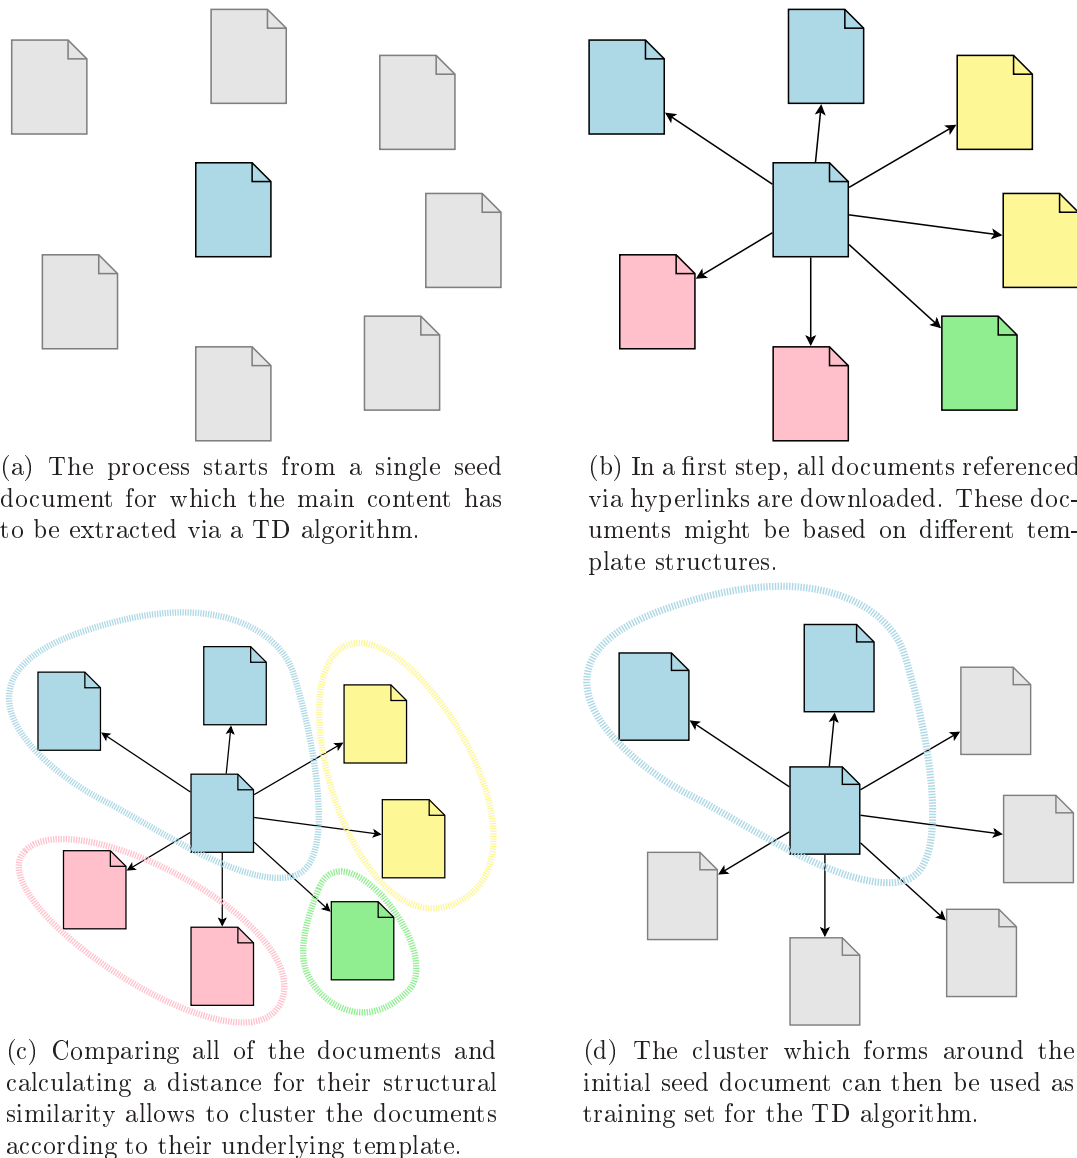 (a) The process starts from a single seed
document for which the main content has
to be extracted via a TD algorithm.
(b) In a first step, all documents referenced
via hyperlinks are downloaded. These doc-
uments might be based on different tem-
plate structures.
(c) Comparing all of the documents and
calculating a distance for their structural
similarity allows to cluster the documents
according to their underlying template.
(d) The cluster which forms around the
initial seed document can then be used as
training set for the TD algorithm.